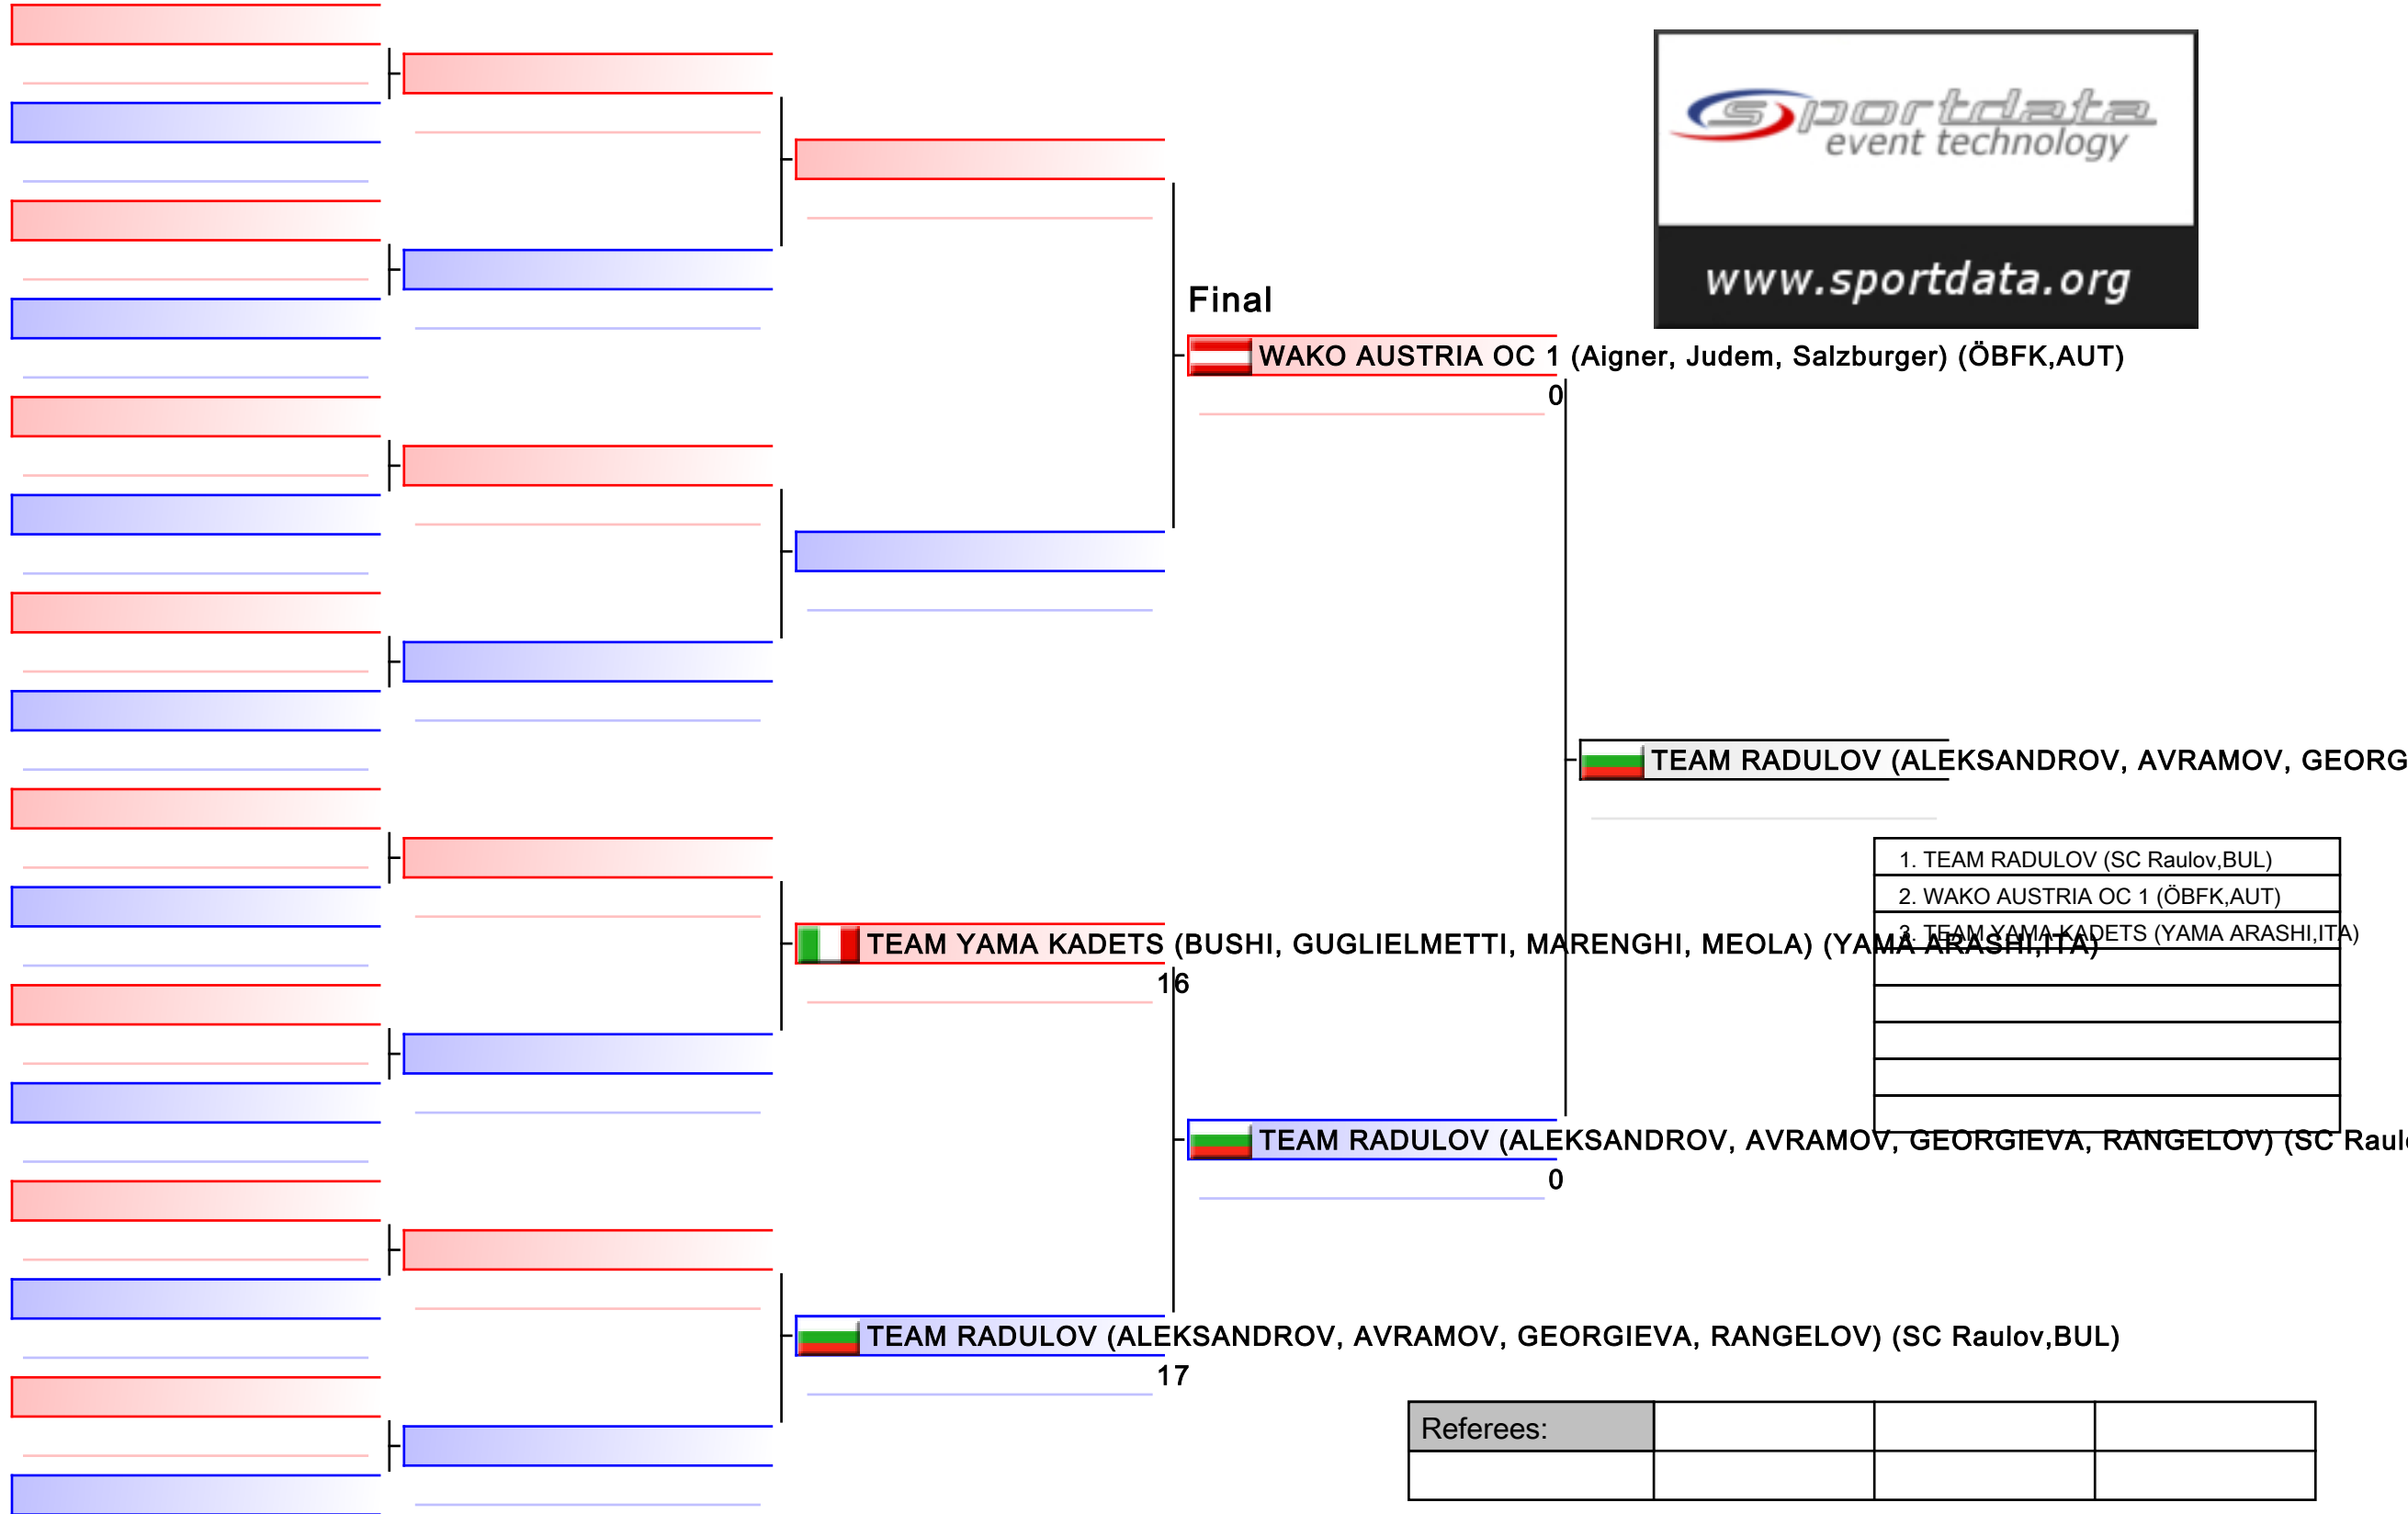 sportdata
event technology
www.sportdata.org
Final
WAKO AUSTRIA OC 1 (Aigner, Judem, Salzburger) (ÖBFK,AUT)
0
TEAM RADULOV (ALEKSANDROV, AVRAMOV, GEORG
1. TEAM RADULOV (SC Raulov,BUL)
2. WAKO AUSTRIA OC 1 (ÖBFK,AUT)
3. TEAM YAMA KADETS (YAMA ARASHI,ITA)
TEAM YAMA KADETS (BUSHI, GUGLIELMETTI, MARENGHI, MEOLA) (YAMA ARASHI,ITA)
16
TEAM RADULOV (ALEKSANDROV, AVRAMOV, GEORGIEVA, RANGELOV) (SC Raul
0
TEAM RADULOV (ALEKSANDROV, AVRAMOV, GEORGIEVA, RANGELOV) (SC Raulov,BUL)
17
Referees: